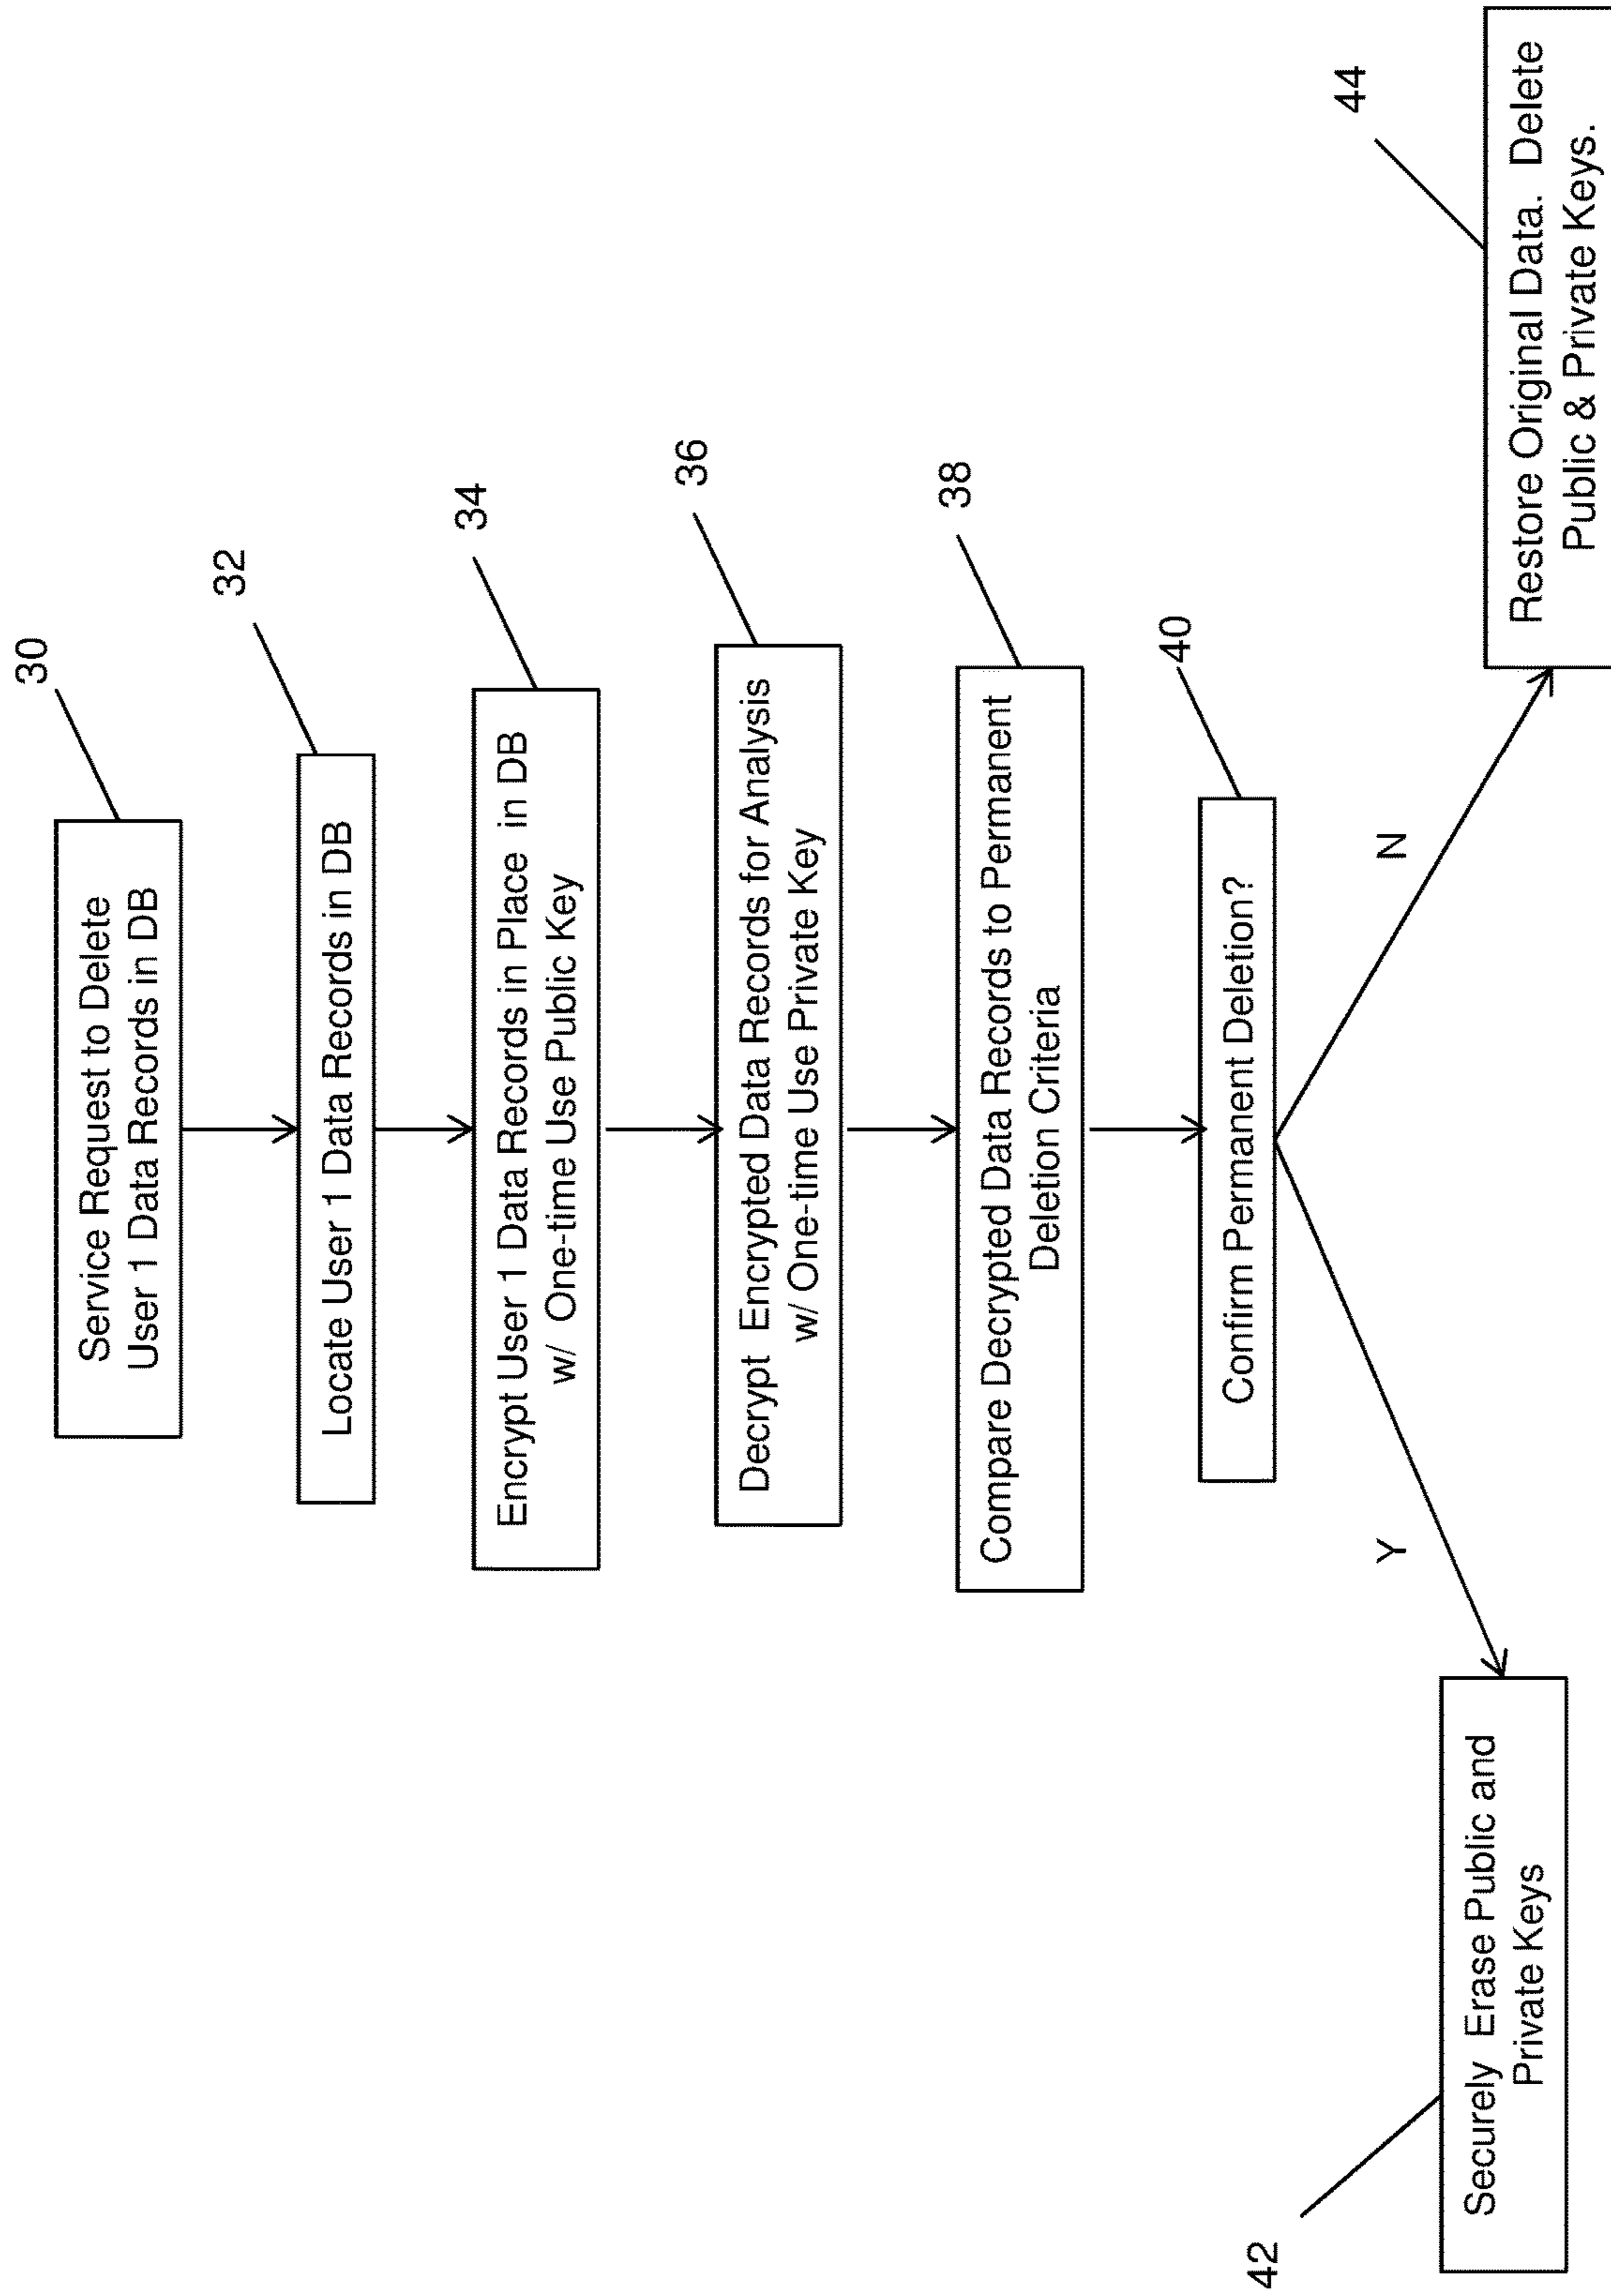 30
Service Request to Delete
User 1 Data Records in DB
32
Locate User 1 Data Records in DB
34
Encrypt User 1 Data Records in Place in DB
w/ One-time Use Public Key
36
Decrypt Encrypted Data Records for Analysis
w/ One-time Use Private Key
38
Compare Decrypted Data Records to Permanent
Deletion Criteria
40
Confirm Permanent Deletion?
Y
N
42
Securely Erase Public and
Private Keys
44
Restore Original Data. Delete
Public & Private Keys.